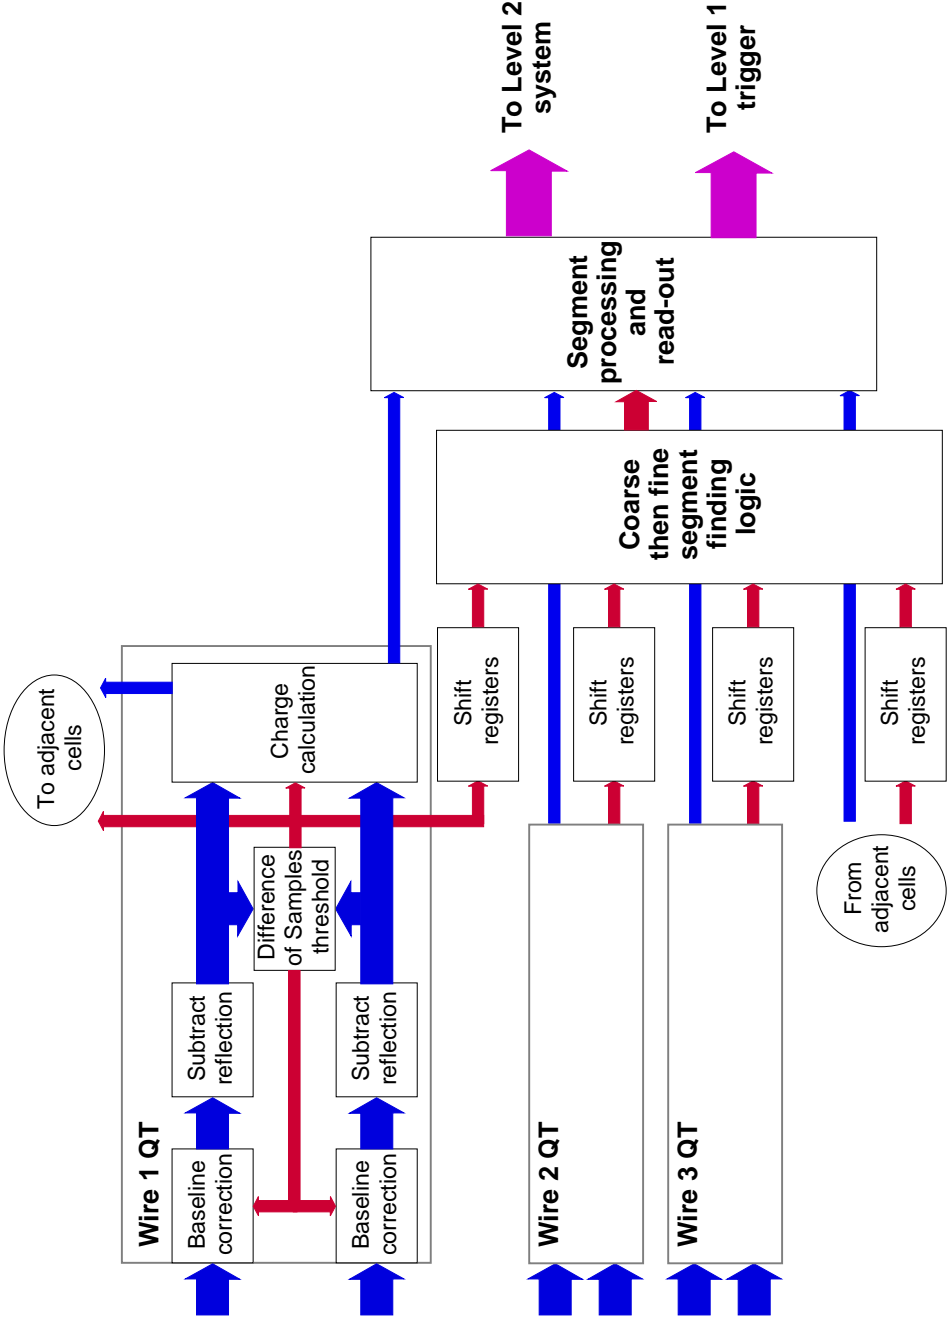 Wire 1 QT
Baseline
correction
Subtract
reflection
Baseline
correction
Subtract
reflection
Difference
of Samples
threshold
Charge
calculation
To adjacent
cells
Wire 2 QT
Wire 3 QT
From
adjacent
cells
Shift
registers
Shift
registers
Shift
registers
Shift
registers
Coarse
then fine
segment
finding
logic
Segment
processing
and
read-out
To Level 2
system
To Level 1
trigger